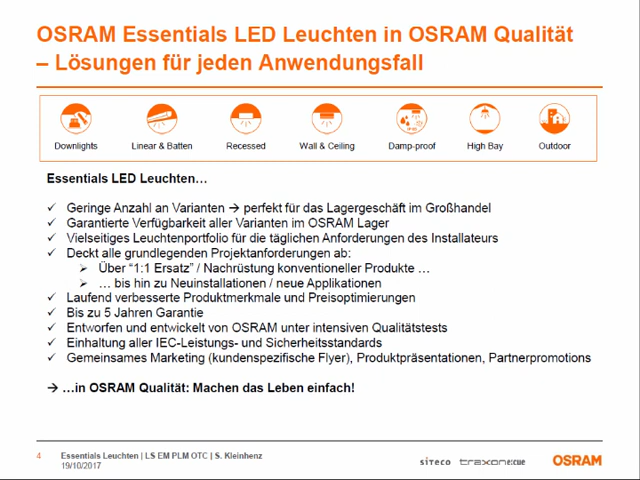 OSRAM Essentials LED Leuchten in OSRAM Qualität
– Lösungen für jeden Anwendungsfall
Downlights Linear & Batten Recessed Wall & Ceiling Damp-proof High Bay Outdoor
Essentials LED Leuchten…
✓ Geringe Anzahl an Varianten → perfekt für das Lagergeschäft im Großhandel
✓ Garantierte Verfügbarkeit aller Varianten im OSRAM Lager
✓ Vielseitiges Leuchtenportfolio für die täglichen Anforderungen des Installateurs
✓ Deckt alle grundlegenden Projektanforderungen ab:
➢ Über “1:1 Ersatz” / Nachrüstung konventioneller Produkte …
➢ … bis hin zu Neuinstallationen / neue Applikationen
✓ Laufend verbesserte Produktmerkmale und Preisoptimierungen
✓ Bis zu 5 Jahren Garantie
✓ Entworfen und entwickelt von OSRAM unter intensiven Qualitätstests
✓ Einhaltung aller IEC-Leistungs- und Sicherheitsstandards
✓ Gemeinsames Marketing (kundenspezifische Flyer), Produktpräsentationen, Partnerpromotions
→ …in OSRAM Qualität: Machen das Leben einfach!
4 Essentials Leuchten | LS EM PLM OTC | S. Kleinhenz
19/10/2017
siteco traxon e:cue OSRAM